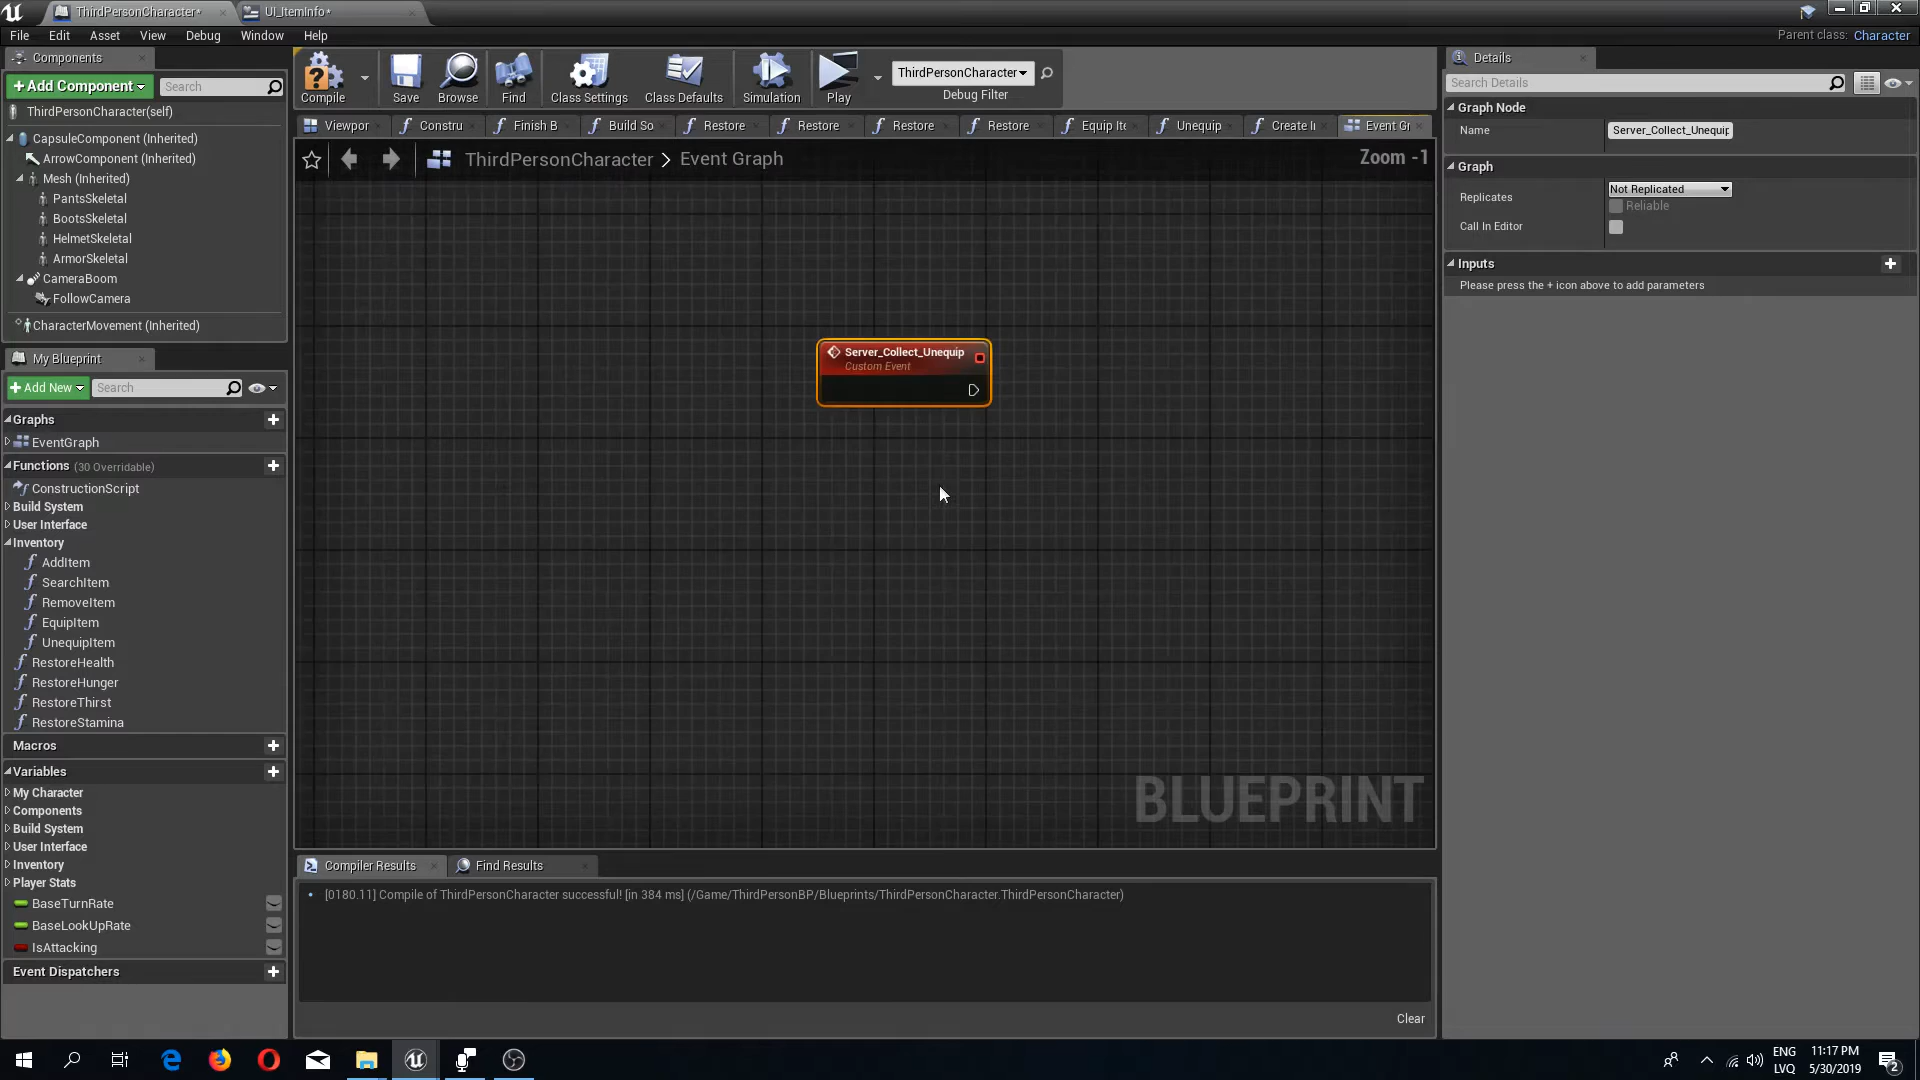 ThirdPersonCharacter*
UI_ItemInfo*
File Edit Asset View Debug Window Help
Parent class: Character
Components
+Add Component
Search
ThirdPersonCharacter(self)
CapsuleComponent (Inherited)
ArrowComponent (Inherited)
Mesh (Inherited)
PantsSkeletal
BootsSkeletal
HelmetSkeletal
ArmorSkeletal
CameraBoom
FollowCamera
CharacterMovement (Inherited)
My Blueprint
+Add New
Search
Graphs
EventGraph
Functions (30 Overridable)
ConstructionScript
Build System
User Interface
Inventory
AddItem
SearchItem
RemoveItem
EquipItem
UnequipItem
RestoreHealth
RestoreHunger
RestoreThirst
RestoreStamina
Macros
Variables
My Character
Components
Build System
User Interface
Inventory
Player Stats
BaseTurnRate
BaseLookUpRate
IsAttacking
Event Dispatchers
Compile
Save
Browse
Find
Class Settings
Class Defaults
Simulation
Play
ThirdPersonCharacter
Debug Filter
Viewpor
Constru
Finish B
Build So
Restore
Restore
Restore
Restore
Equip Ite
Unequip
Create I
Event Gr
ThirdPersonCharacter > Event Graph
Zoom -1
Server_Collect_Unequip
Custom Event
BLUEPRINT
Compiler Results
Find Results
[0180.11] Compile of ThirdPersonCharacter successful! [in 384 ms] (/Game/ThirdPersonBP/Blueprints/ThirdPersonCharacter.ThirdPersonCharacter)
Clear
Details
Search Details
Graph Node
Name
Server_Collect_Unequip
Graph
Replicates
Not Replicated
Reliable
Call In Editor
Inputs
Please press the + icon above to add parameters
ENG
LVQ
11:17 PM
5/30/2019
2